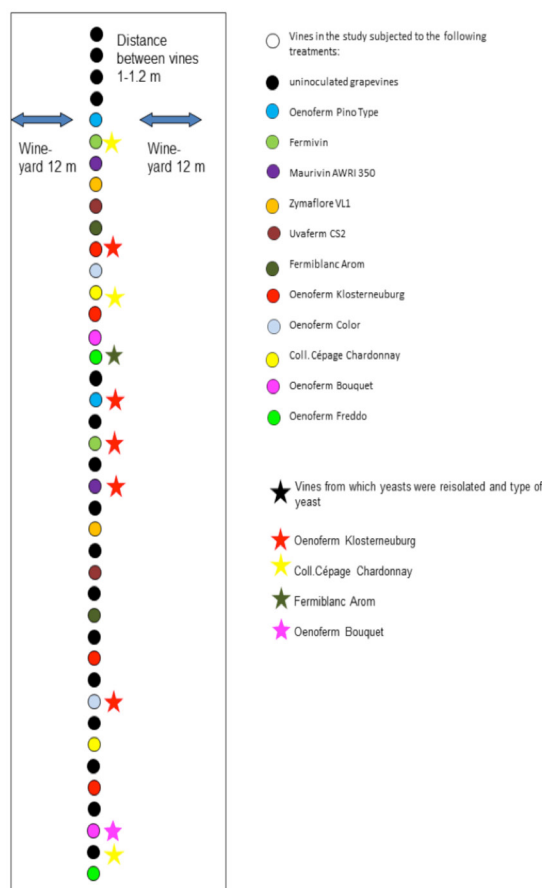 Distance
between vines
1-1.2 m
Wine-
yard 12 m
Wine-
yard 12 m
Vines in the study subjected to the following
treatments:
uninoculated grapevines
Oenoferm Pino Type
Fermivin
Maurivin AWRI 350
Zymaflore VL1
Uvaferm CS2
Fermiblanc Arom
Oenoferm Klosterneuburg
Oenoferm Color
Coll. Cépage Chardonnay
Oenoferm Bouquet
Oenoferm Freddo
Vines from which yeasts were reisolated and type of
yeast
Oenoferm Klosterneuburg
Coll.Cépage Chardonnay
Fermiblanc Arom
Oenoferm Bouquet